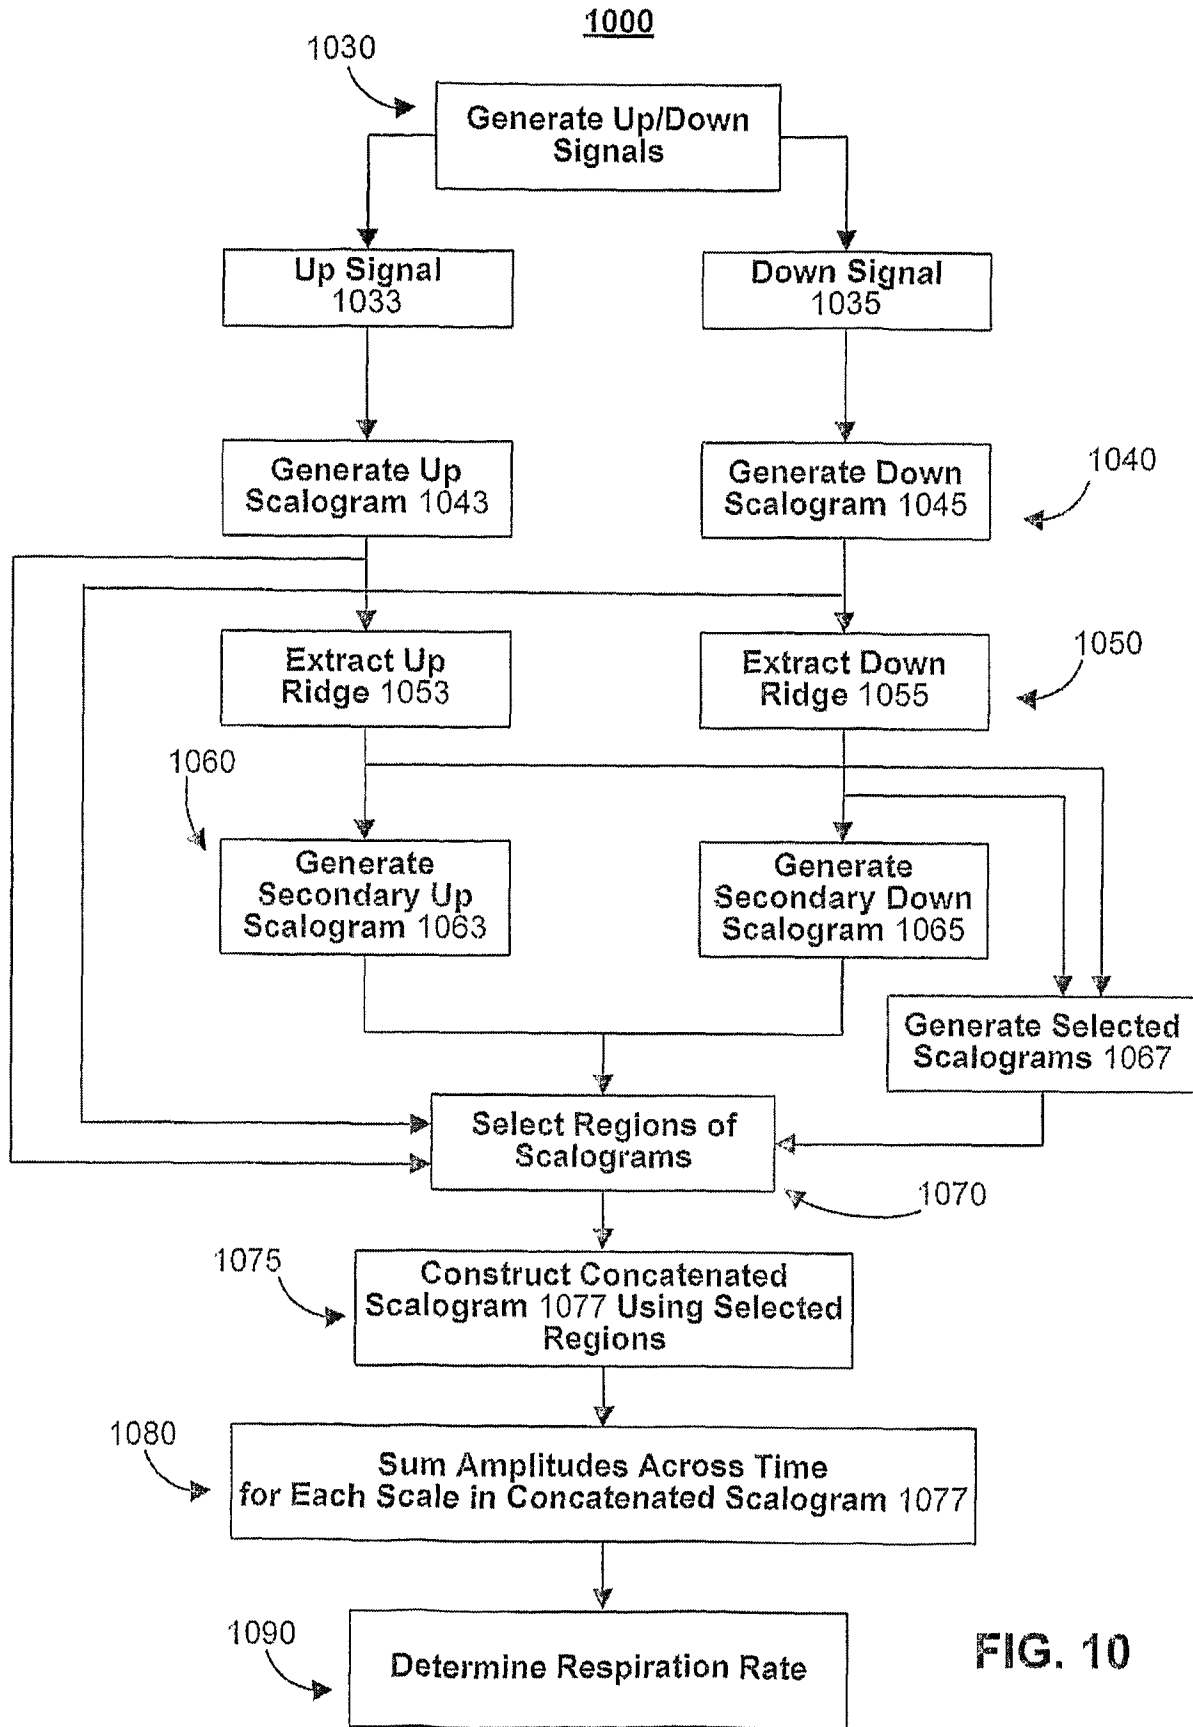 1000
1030
Generate Up/Down
Signals
Up Signal
1033
Down Signal
1035
Generate Up
Scalogram 1043
Generate Down
Scalogram 1045
1040
Extract Up
Ridge 1053
Extract Down
Ridge 1055
1050
1060
Generate
Secondary Up
Scalogram 1063
Generate
Secondary Down
Scalogram 1065
Generate Selected
Scalograms 1067
Select Regions of
Scalograms
1070
1075
Construct Concatenated
Scalogram 1077 Using Selected
Regions
1080
Sum Amplitudes Across Time
for Each Scale in Concatenated Scalogram 1077
1090
Determine Respiration Rate
FIG. 10